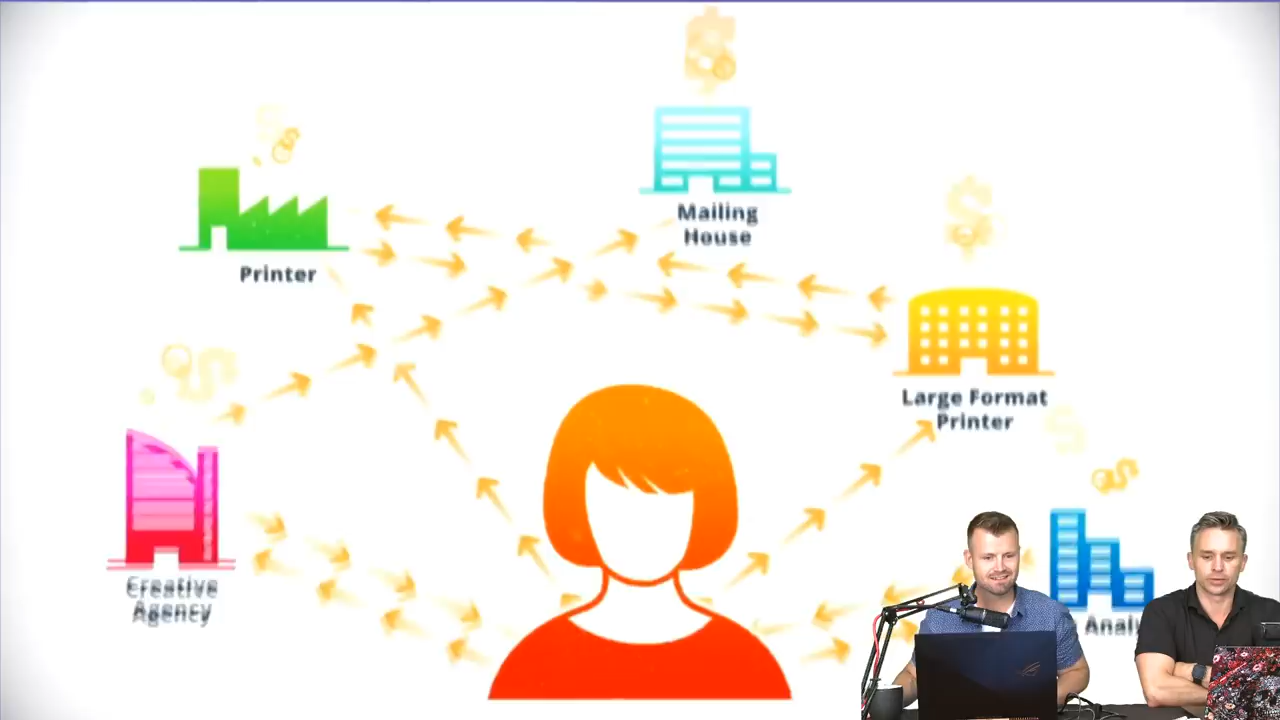 Mailing
House
Printer
Large Format
Printer
Creative
Agency